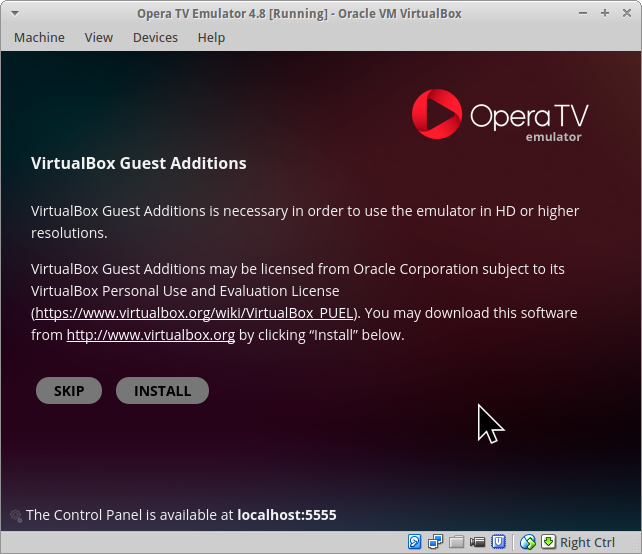 Opera TV Emulator 4.8 [Running] - Oracle VM VirtualBox
Machine View Devices Help
OperaTV
emulator
VirtualBox Guest Additions
VirtualBox Guest Additions is necessary in order to use the emulator in HD or higher
resolutions.
VirtualBox Guest Additions may be licensed from Oracle Corporation subject to its
VirtualBox Personal Use and Evaluation License
(https://www.virtualbox.org/wiki/VirtualBox_PUEL). You may download this software
from http://www.virtualbox.org by clicking “Install” below.
SKIP INSTALL
The Control Panel is available at localhost:5555
Right Ctrl